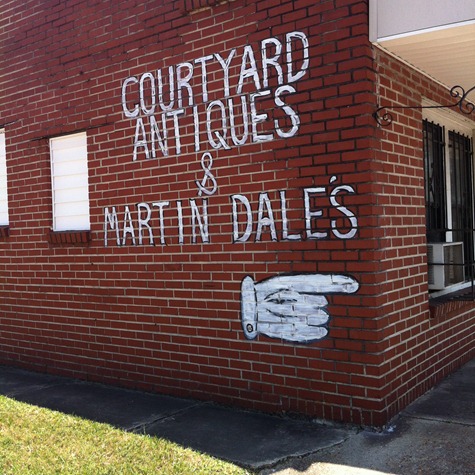 COURTYARD
ANTIQUES
&
MARTIN DALE'S